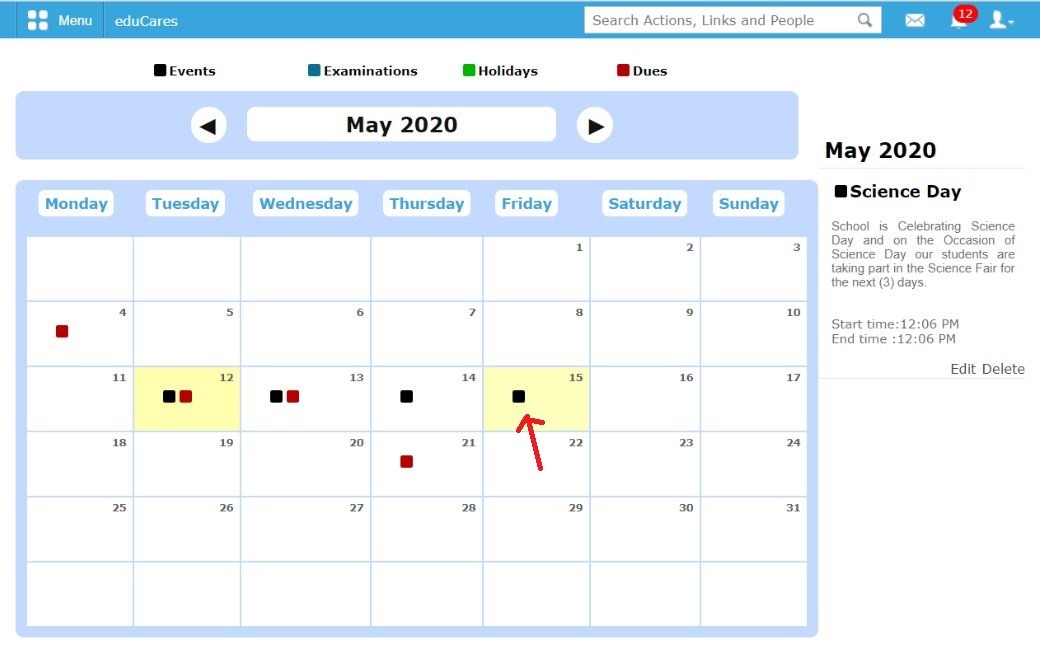 Menu eduCares Search Actions, Links and People 12
Events Examinations Holidays Dues
May 2020
May 2020
Science Day
School is Celebrating Science
Day and on the Occasion of
Science Day our students are
taking part in the Science Fair for
the next (3) days.
Start time:12:06 PM
End time :12:06 PM
Edit Delete
Monday Tuesday Wednesday Thursday Friday Saturday Sunday
1 2 3
4 5 6 7 8 9 10
11 12 13 14 15 16 17
18 19 20 21 22 23 24
25 26 27 28 29 30 31